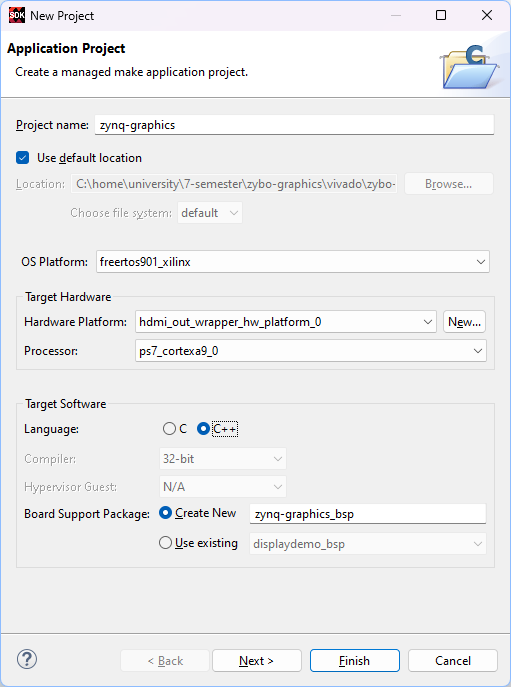 SDK New Project
Application Project
Create a managed make application project.
Project name: zynq-graphics
Use default location
Location: C:\home\university\7-semester\zybo-graphics\vivado\zybo- Browse...
Choose file system: default
OS Platform: freertos901_xilinx
Target Hardware
Hardware Platform: hdmi_out_wrapper_hw_platform_0 New...
Processor: ps7_cortexa9_0
Target Software
Language: C C++
Compiler: 32-bit
Hypervisor Guest: N/A
Board Support Package: Create New zynq-graphics_bsp
Use existing displaydemo_bsp
? < Back Next > Finish Cancel